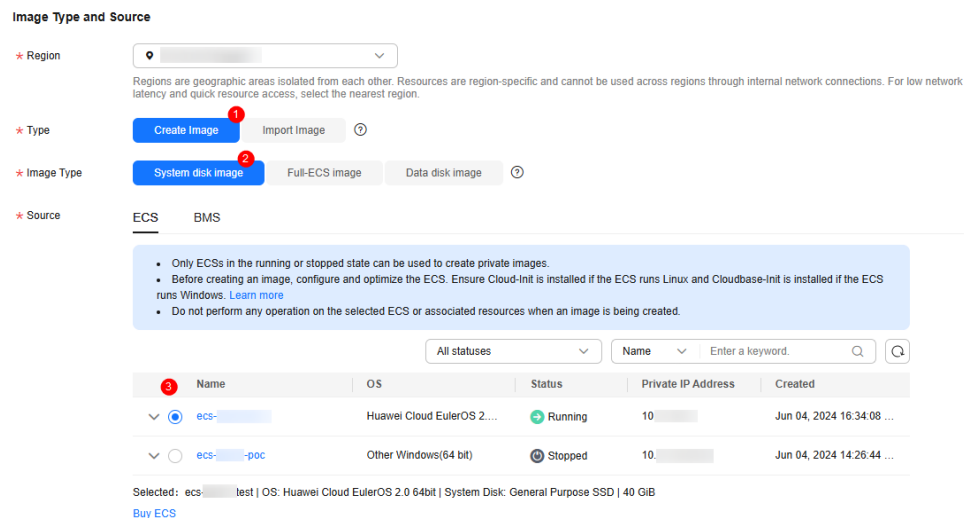 Image Type and Source
* Region
Regions are geographic areas isolated from each other. Resources are region-specific and cannot be used across regions through internal network connections. For low network
latency and quick resource access, select the nearest region.
1
* Type
Create Image
Import Image
?
2
* Image Type
System disk image
Full-ECS image
Data disk image
?
* Source
ECS
BMS
• Only ECSs in the running or stopped state can be used to create private images.
• Before creating an image, configure and optimize the ECS. Ensure Cloud-Init is installed if the ECS runs Linux and Cloudbase-Init is installed if the ECS
runs Windows. Learn more
• Do not perform any operation on the selected ECS or associated resources when an image is being created.
All statuses
Name
Enter a keyword.
3
Name
OS
Status
Private IP Address
Created
ecs-
Huawei Cloud EulerOS 2....
Running
10
Jun 04, 2024 16:34:08 ...
ecs- -poc
Other Windows(64 bit)
Stopped
10.
Jun 04, 2024 14:26:44 ...
Selected: ecs- test | OS: Huawei Cloud EulerOS 2.0 64bit | System Disk: General Purpose SSD | 40 GiB
Buy ECS